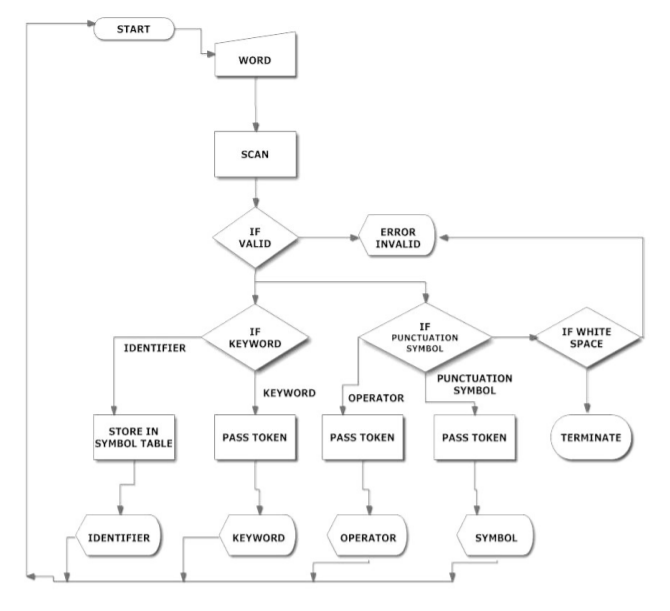 START
WORD
SCAN
IF
VALID
ERROR
INVALID
IF
KEYWORD
IF
PUNCTUATION
SYMBOL
IF WHITE
SPACE
IDENTIFIER
KEYWORD
OPERATOR
PUNCTUATION
SYMBOL
STORE IN
SYMBOL TABLE
PASS TOKEN
PASS TOKEN
PASS TOKEN
TERMINATE
IDENTIFIER
KEYWORD
OPERATOR
SYMBOL